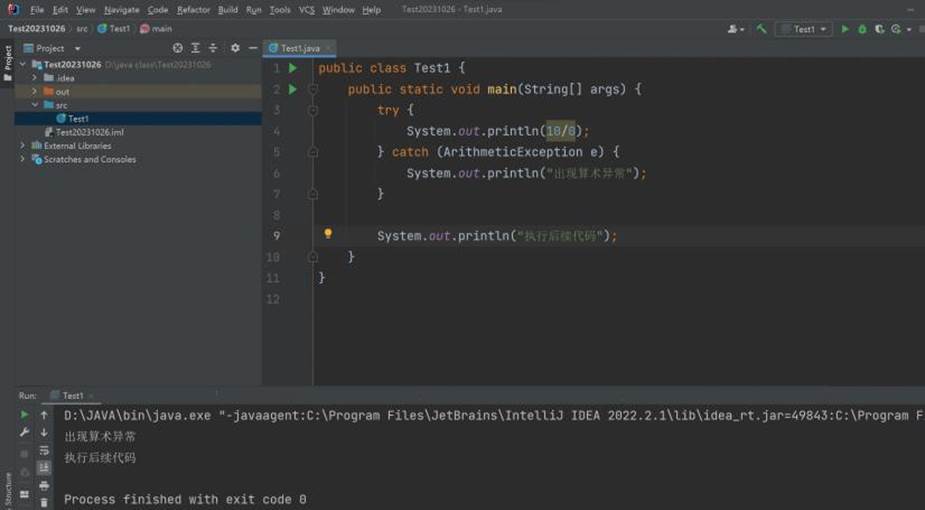 File Edit View Navigate Code Refactor Build Run Tools VCS Window Help Test20231026 - Test1.java
Test20231026 src Test1 main Test1
Project
Project
Test1.java
Test20231026 D:\java class\Test20231026
.idea
out
src
Test1
Test20231026.iml
External Libraries
Scratches and Consoles
1 public class Test1 {
2 public static void main(String[] args) {
3 try {
4 System.out.println(10/0);
5 } catch (ArithmeticException e) {
6 System.out.println("出现算术异常");
7 }
8
9 System.out.println("执行后续代码");
10 }
11 }
12
Run: Test1
D:\JAVA\bin\java.exe "-javaagent:C:\Program Files\JetBrains\IntelliJ IDEA 2022.2.1\lib\idea_rt.jar=49843:C:\Program F
出现算术异常
执行后续代码
Process finished with exit code 0
Structure